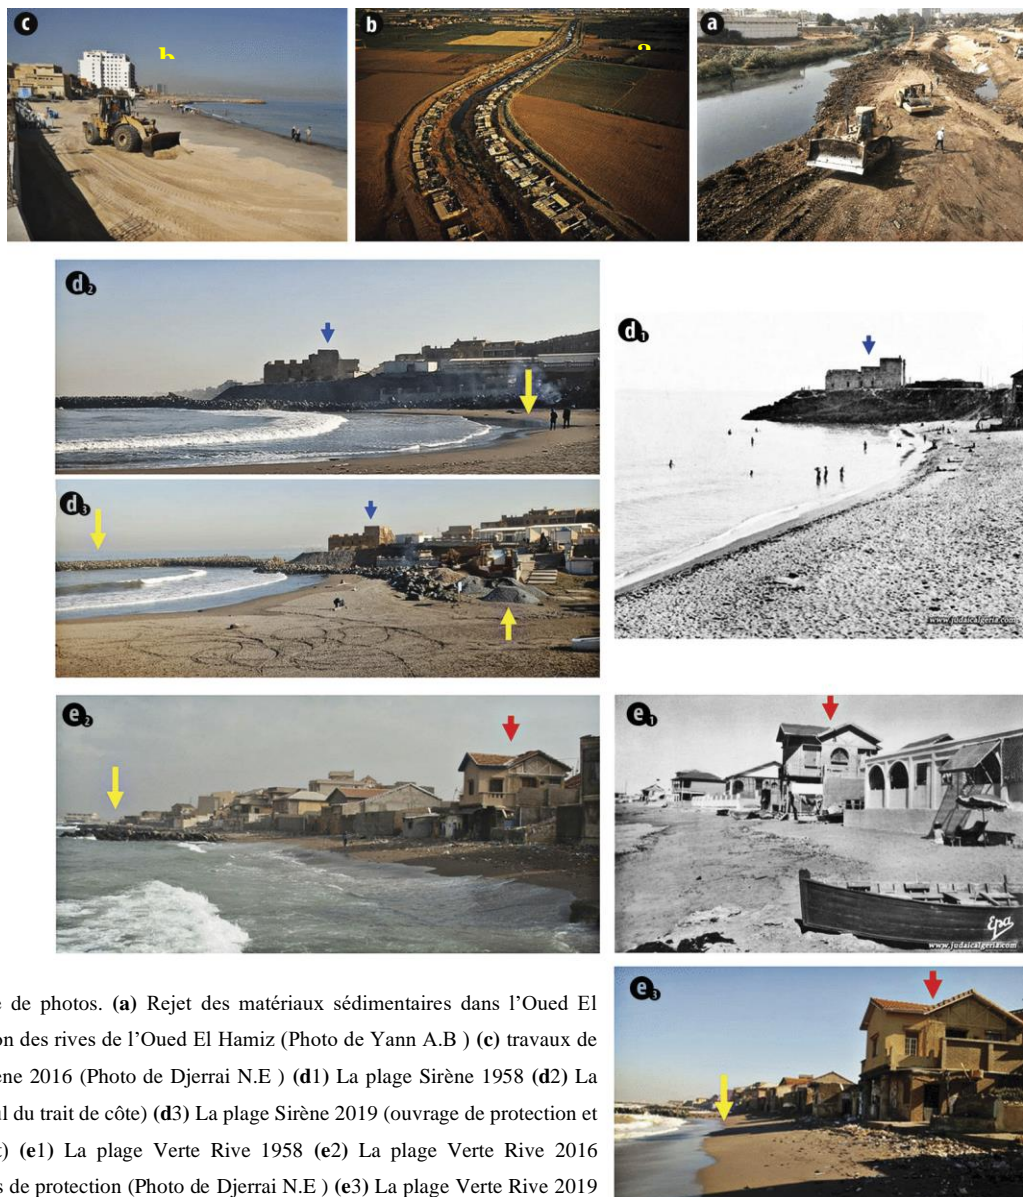 c
b
a
d₂
d₁
www.judaicalgeria.com
d₃
e₂
e₁
Epa
www.judaicalgeria.com
e₃
de photos. (a) Rejet des matériaux sédimentaires dans l’Oued El
des rives de l’Oued El Hamiz (Photo de Yann A.B ) (c) travaux de
2016 (Photo de Djerrai N.E ) (d1) La plage Sirène 1958 (d2) La
du trait de côte) (d3) La plage Sirène 2019 (ouvrage de protection et
(e1) La plage Verte Rive 1958 (e2) La plage Verte Rive 2016
de protection (Photo de Djerrai N.E ) (e3) La plage Verte Rive 2019